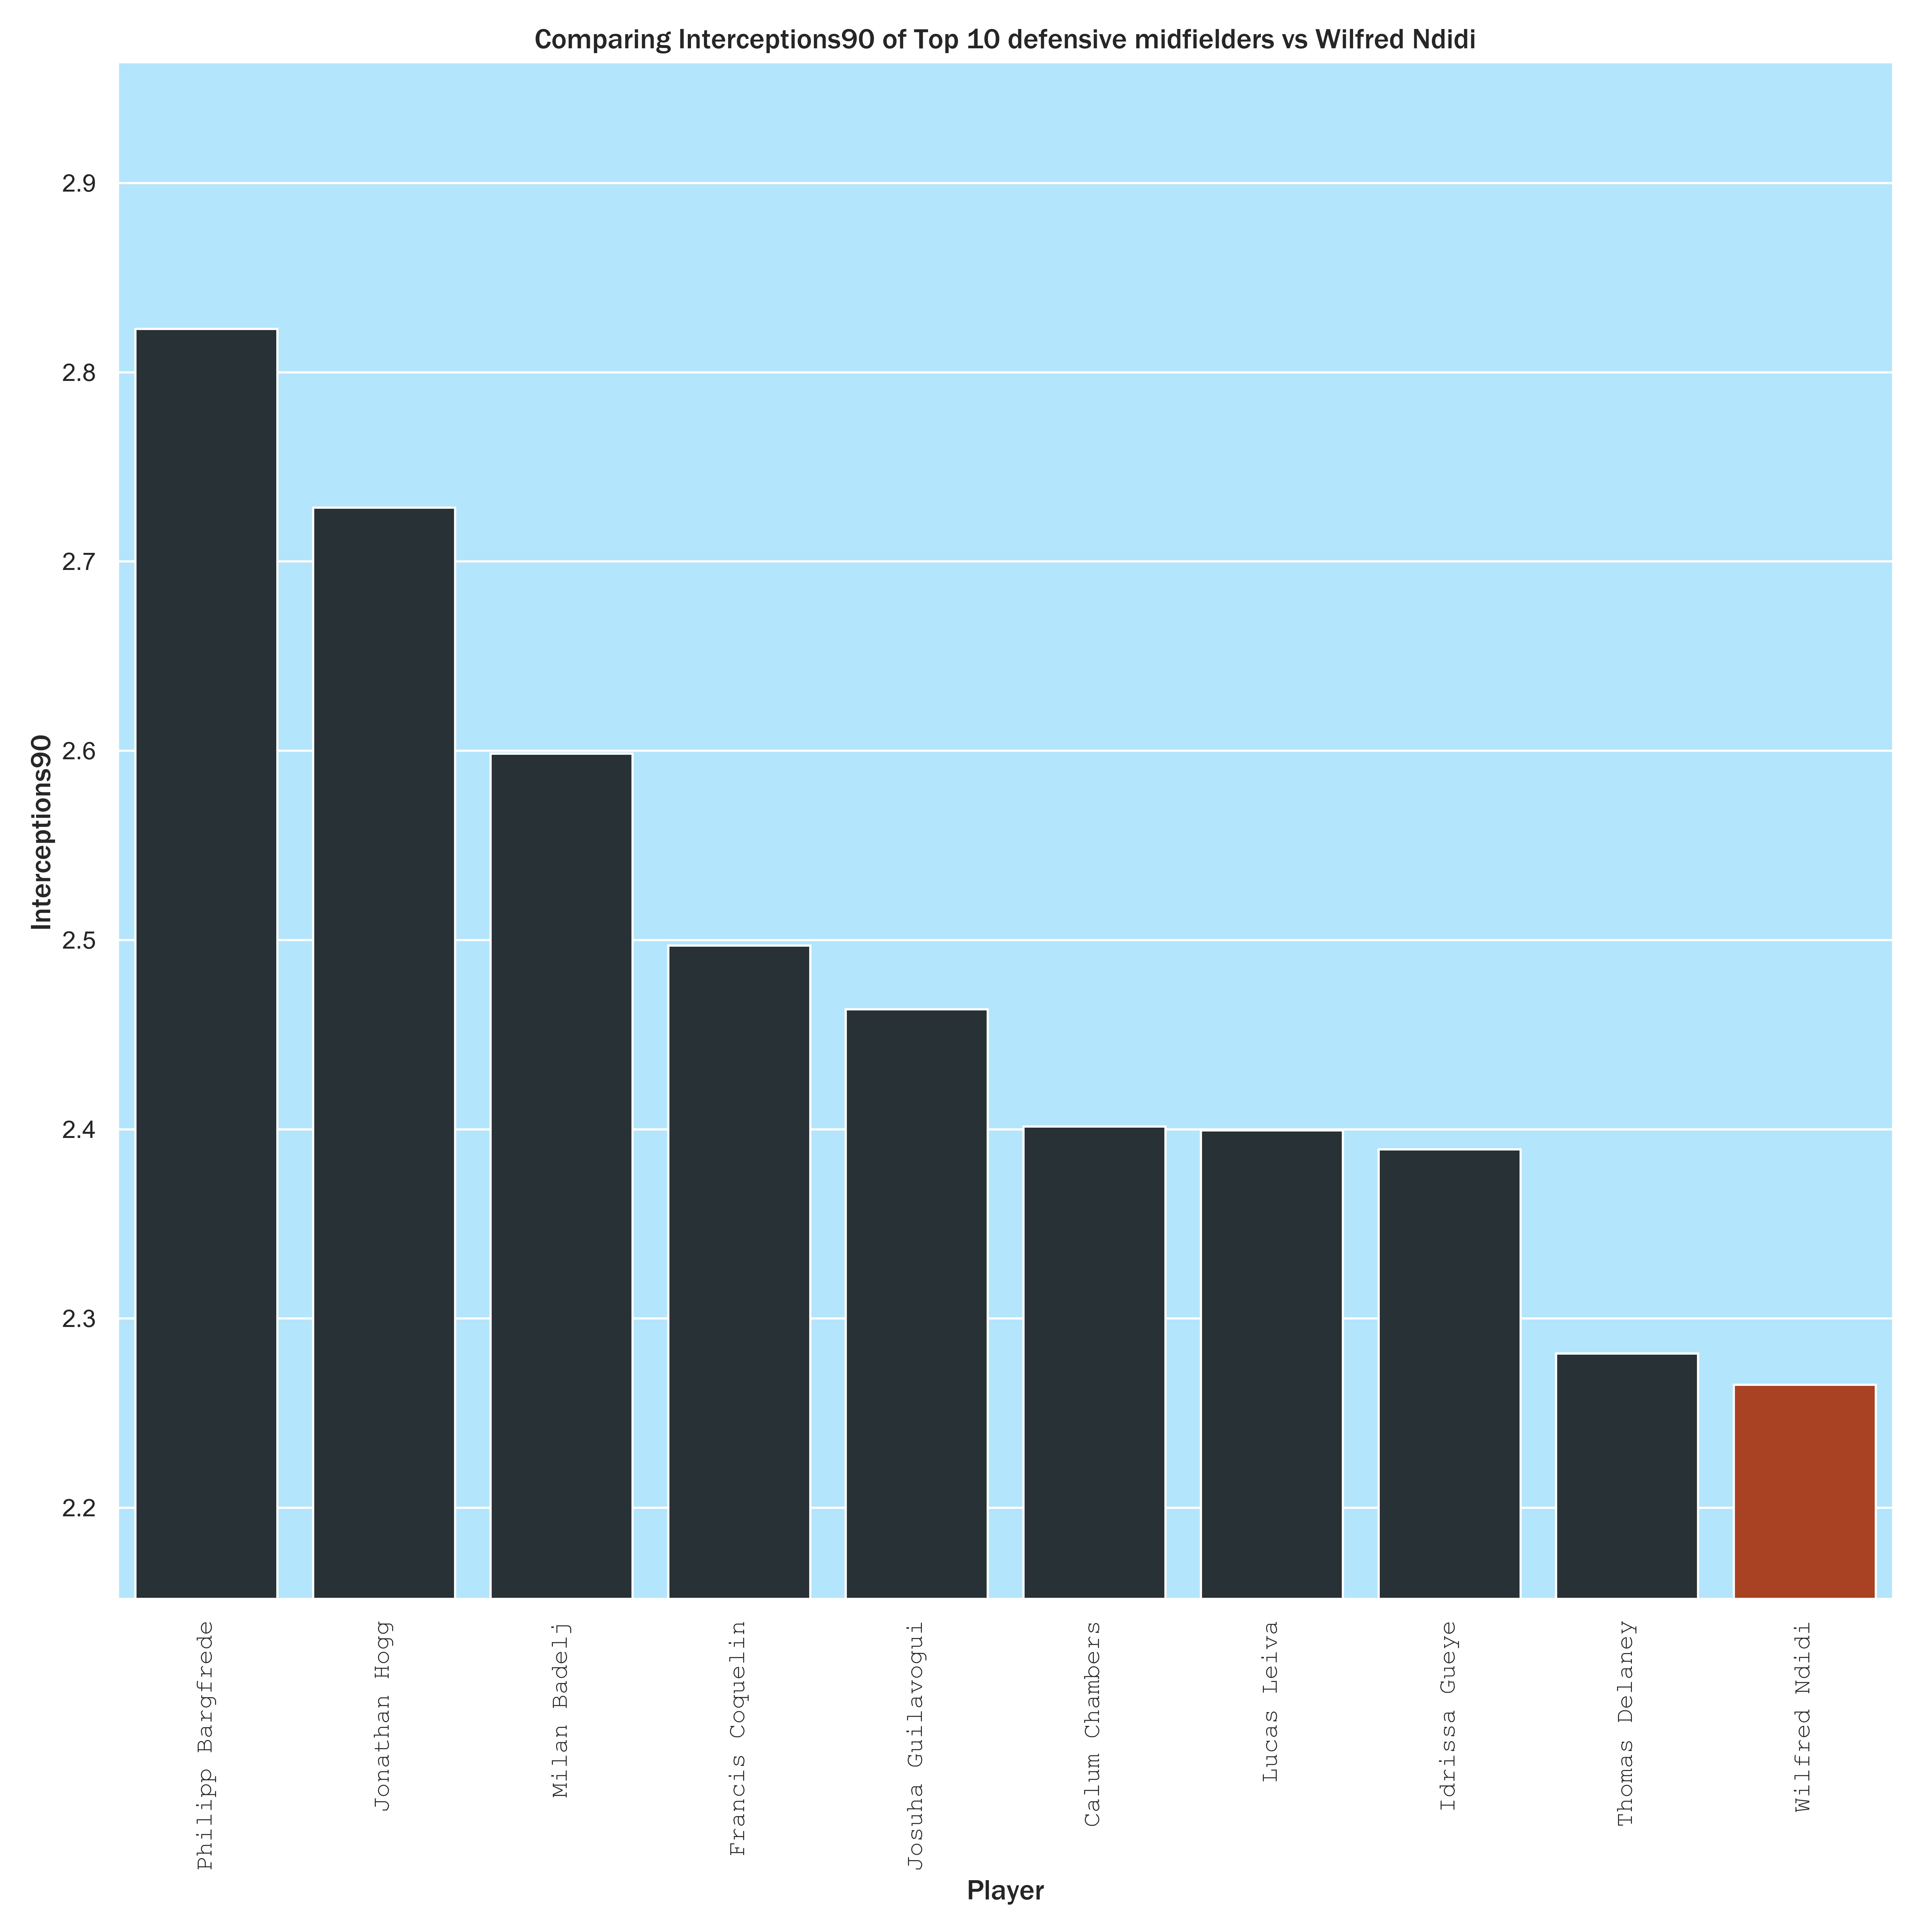 Comparing Interceptions90 of Top 10 defensive midfielders vs Wilfred Ndidi
Interceptions90
2.9
2.8
2.7
2.6
2.5
2.4
2.3
2.2
Philipp Bargfrede
Jonathan Hogg
Milan Badelj
Francis Coquelin
Josuha Guilavogui
Calum Chambers
Lucas Leiva
Idrissa Gueye
Thomas Delaney
Wilfred Ndidi
Player